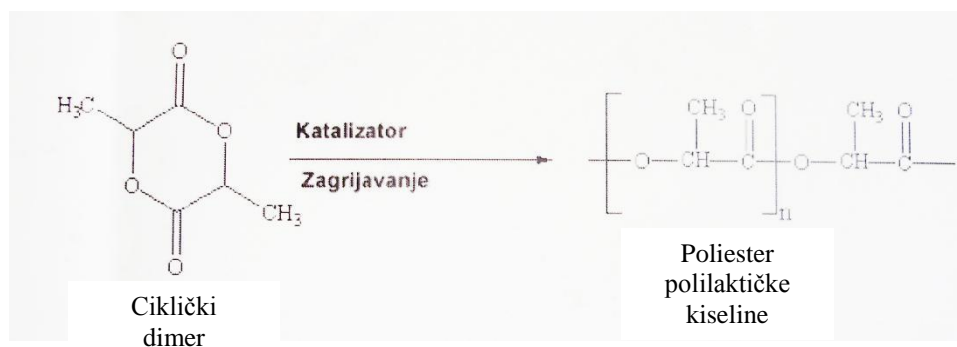 O
H₃C
O
O
CH₃
O
Katalizator
Zagrijavanje
CH₃ O CH₃ O
O CH C O CH C
n
Ciklički
dimer
Poliester
polilaktičke
kiseline